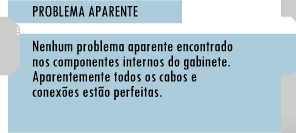 PROBLEMA APARENTE
Nenhum problema aparente encontrado
nos componentes internos do gabinete.
Aparentemente todos os cabos e
conexões estão perfeitas.